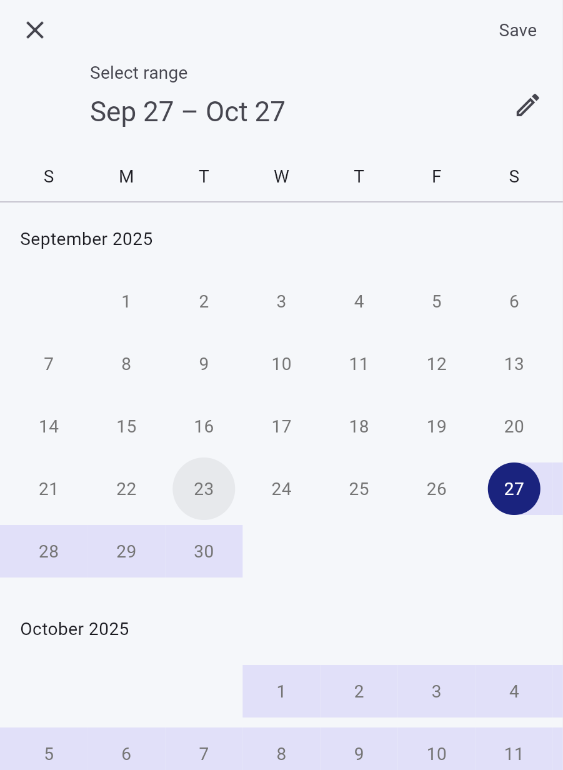 Save
Select range
Sep 27 – Oct 27
S M T W T F S
September 2025
1 2 3 4 5 6
7 8 9 10 11 12 13
14 15 16 17 18 19 20
21 22 23 24 25 26 27
28 29 30
October 2025
1 2 3 4
5 6 7 8 9 10 11